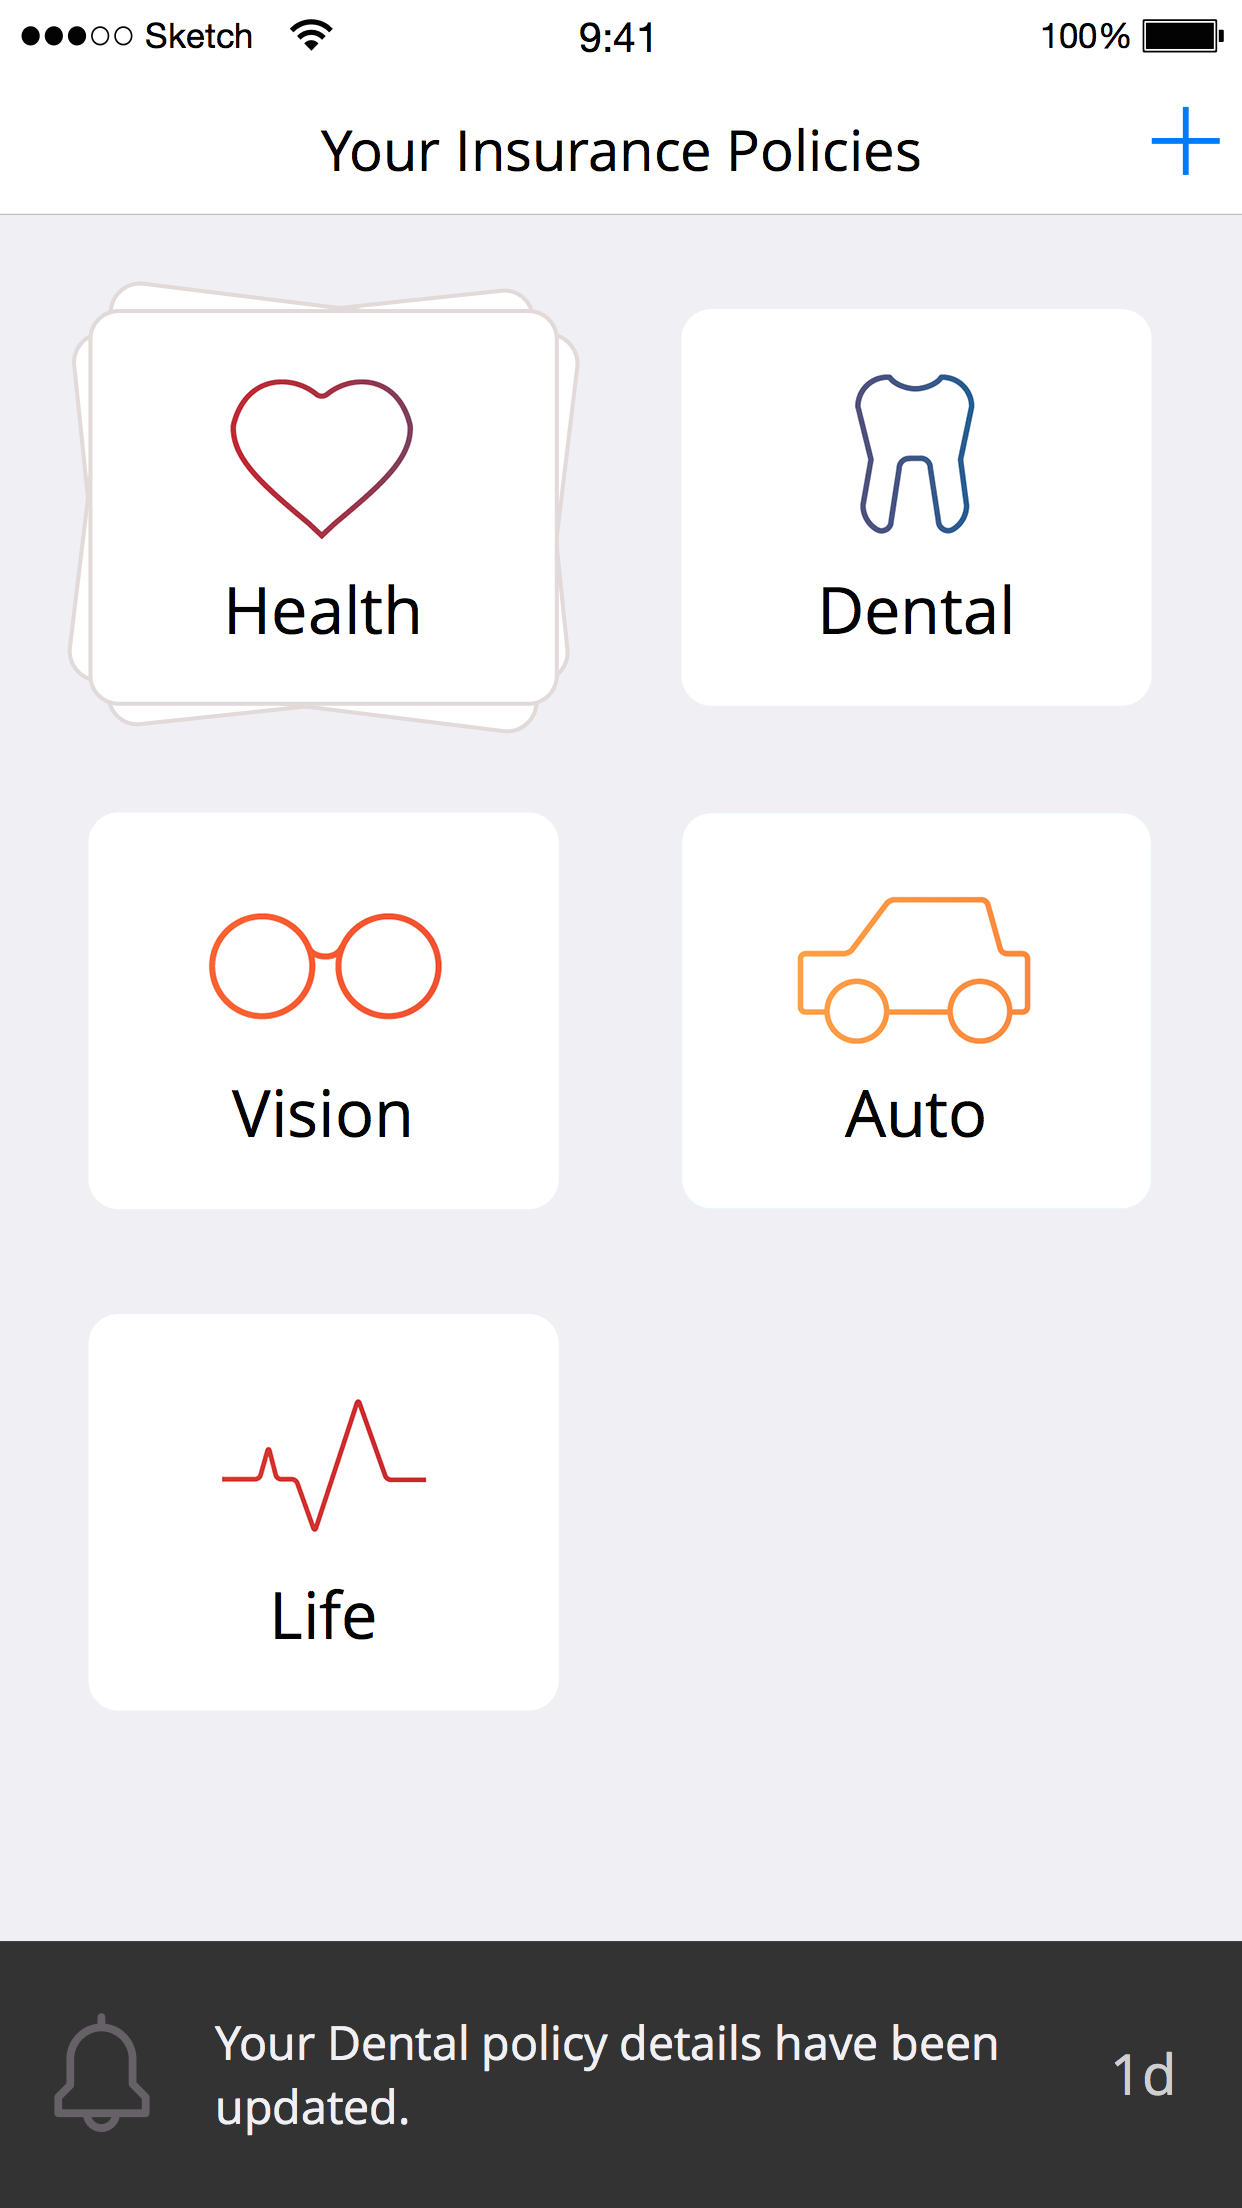 Sketch 9:41 100%
Your Insurance Policies
Health
Dental
Vision
Auto
Life
Your Dental policy details have been
updated.
1d